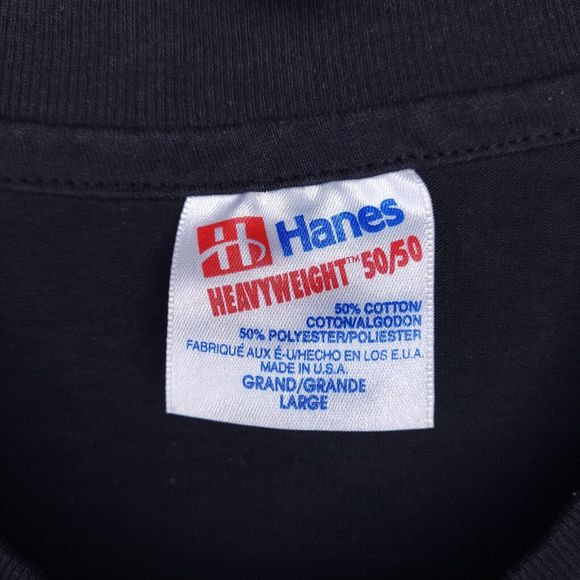 Hanes
HEAVYWEIGHT™ 50/50
50% COTTON/
COTON/ALGODON
50% POLYESTER/POLIESTER
FABRIQUÉ AUX É-U/HECHO EN LOS E.U.A.
MADE IN U.S.A.
GRAND/GRANDE
LARGE